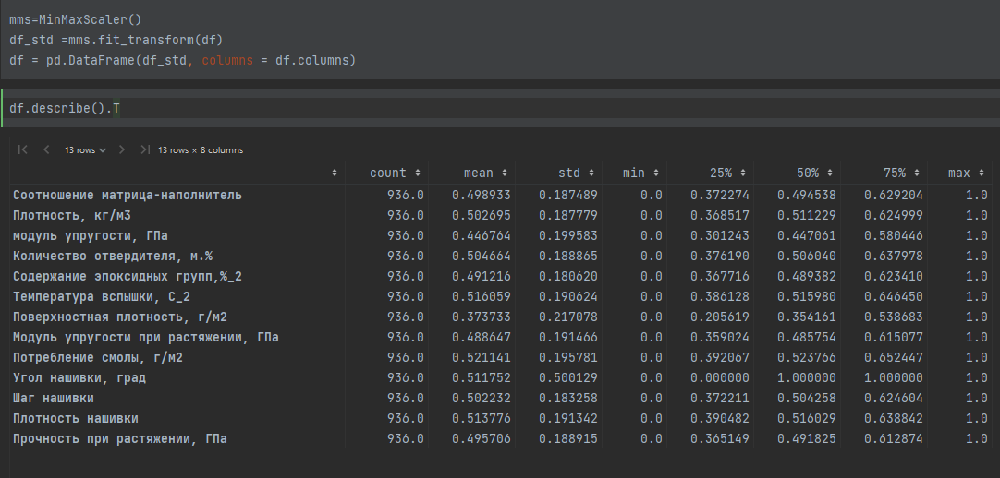 mms=MinMaxScaler()
df_std =mms.fit_transform(df)
df = pd.DataFrame(df_std, columns = df.columns)
df.describe().T
13 rows 13 rows × 8 columns
count mean std min 25% 50% 75% max
Соотношение матрица-наполнитель 936.0 0.498933 0.187489 0.0 0.372274 0.494538 0.629204 1.0
Плотность, кг/м3 936.0 0.502695 0.187779 0.0 0.368517 0.511229 0.624999 1.0
модуль упругости, ГПа 936.0 0.446764 0.199583 0.0 0.301243 0.447061 0.580446 1.0
Количество отвердителя, м.% 936.0 0.504664 0.188865 0.0 0.376190 0.506040 0.637978 1.0
Содержание эпоксидных групп,%_2 936.0 0.491216 0.180620 0.0 0.367716 0.489382 0.623410 1.0
Температура вспышки, С_2 936.0 0.516059 0.190624 0.0 0.386128 0.515980 0.646450 1.0
Поверхностная плотность, г/м2 936.0 0.373733 0.217078 0.0 0.205619 0.354161 0.538683 1.0
Модуль упругости при растяжении, ГПа 936.0 0.488647 0.191466 0.0 0.359024 0.485754 0.615077 1.0
Потребление смолы, г/м2 936.0 0.521141 0.195781 0.0 0.392067 0.523766 0.652447 1.0
Угол нашивки, град 936.0 0.511752 0.500129 0.0 0.000000 1.000000 1.000000 1.0
Шаг нашивки 936.0 0.502232 0.183258 0.0 0.372211 0.504258 0.624604 1.0
Плотность нашивки 936.0 0.513776 0.191342 0.0 0.390482 0.516029 0.638842 1.0
Прочность при растяжении, ГПа 936.0 0.495706 0.188915 0.0 0.365149 0.491825 0.612874 1.0